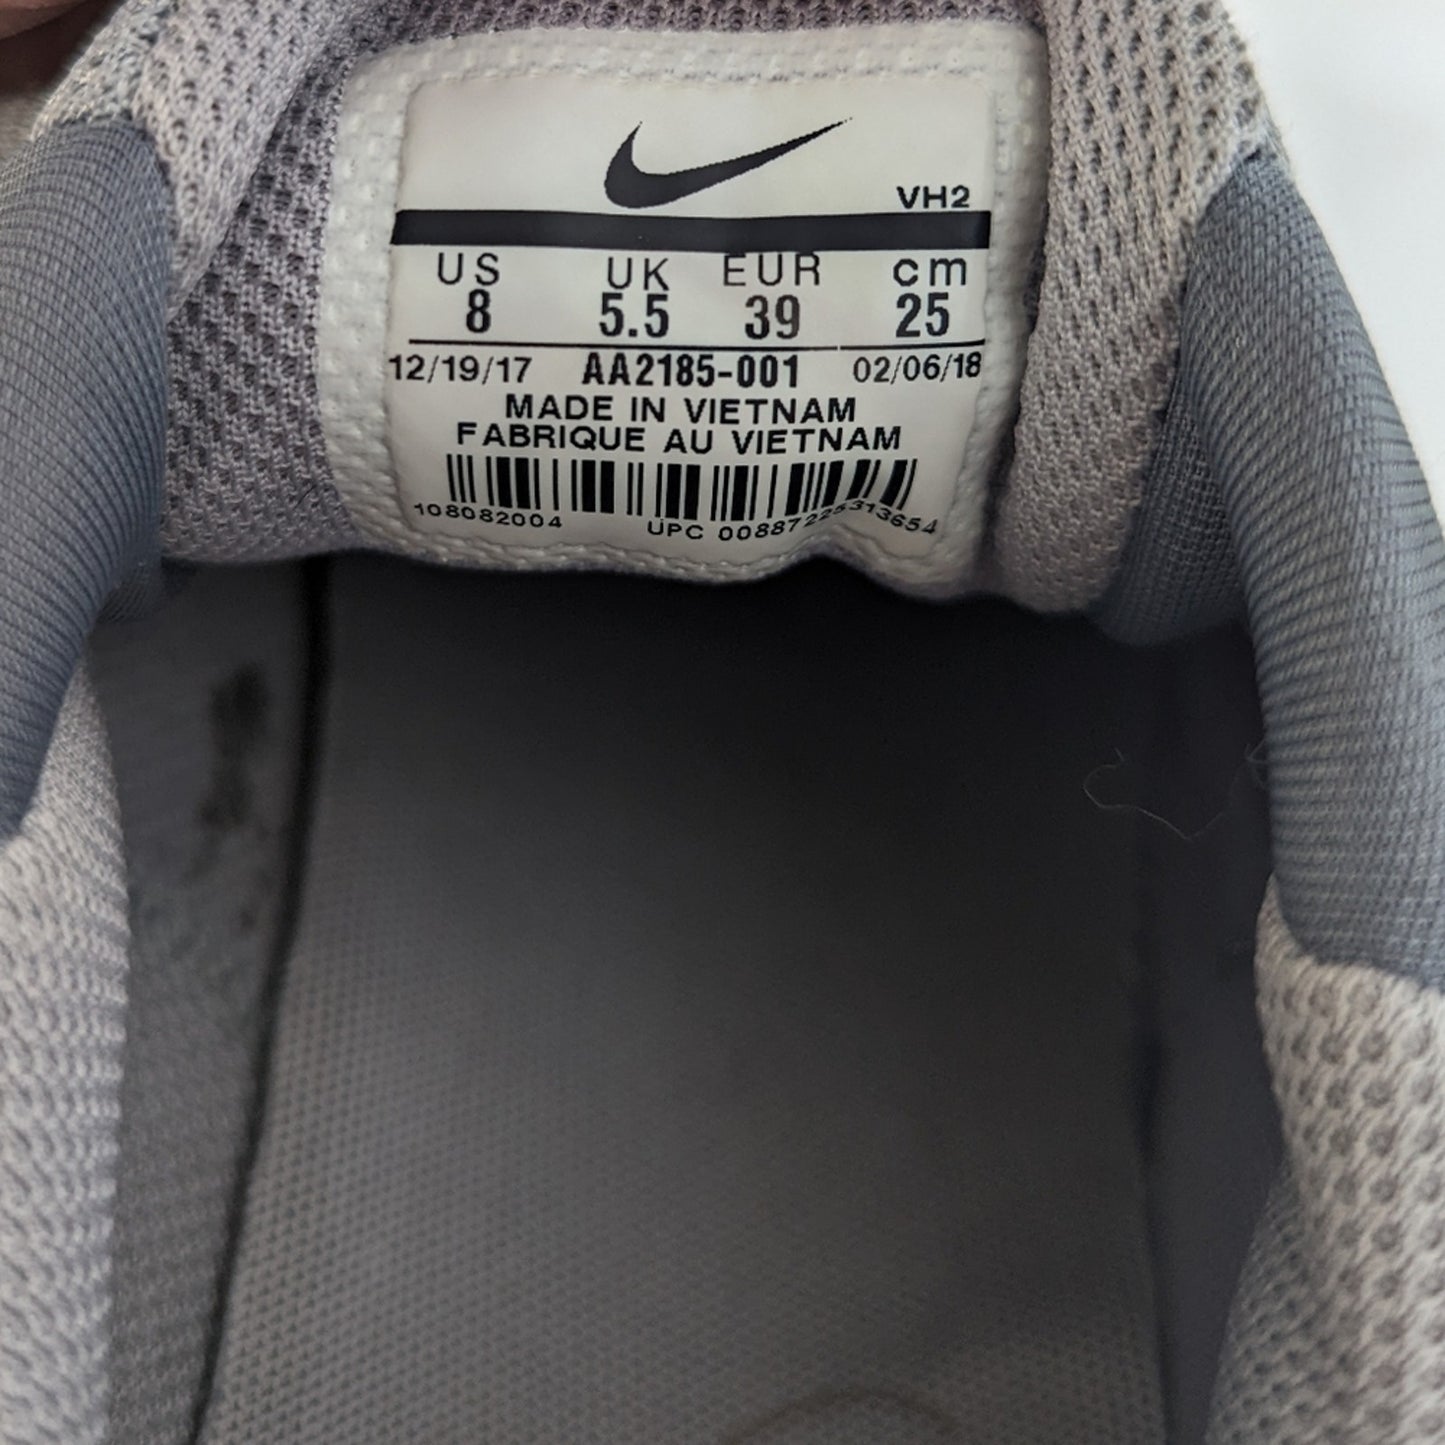 VH2
US UK EUR cm
8 5.5 39 25
12/19/17 AA2185-001 02/06/18
MADE IN VIETNAM
FABRIQUE AU VIETNAM
108082004 UPC 00887225313654